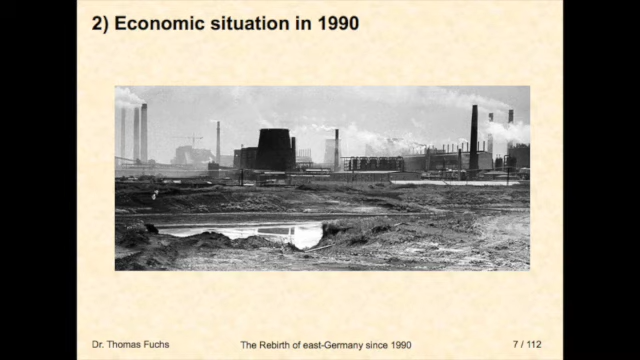 2) Economic situation in 1990
Dr. Thomas Fuchs
The Rebirth of east-Germany since 1990
7 / 112